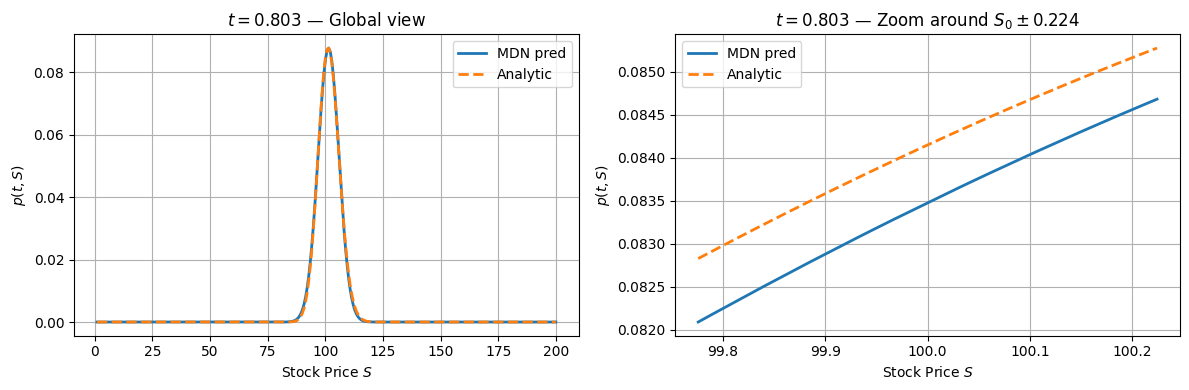 t = 0.803 — Global view
MDN pred
Analytic
p(t, S)
0.08
0.06
0.04
0.02
0.00
0 25 50 75 100 125 150 175 200
Stock Price S
t = 0.803 — Zoom around S₀ ± 0.224
MDN pred
Analytic
p(t, S)
0.0850
0.0845
0.0840
0.0835
0.0830
0.0825
0.0820
99.8 99.9 100.0 100.1 100.2
Stock Price S